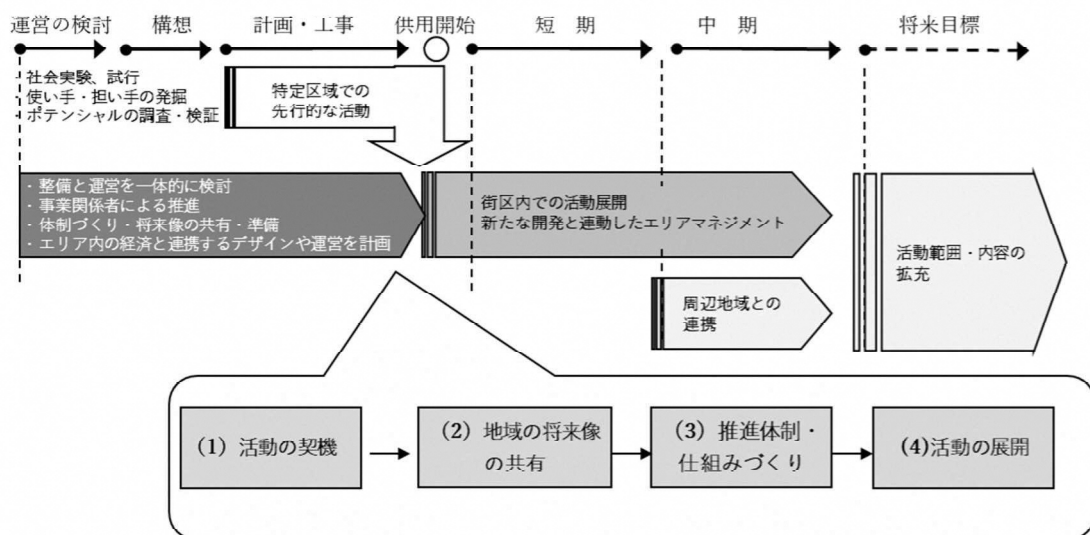 運営の検討 構想 計画・工事 供用開始 短 期 中 期 将来目標
・社会実験、試行
・使い手・担い手の発掘
・ポテンシャルの調査・検証
特定区域での
先行的な活動
・整備と運営を一体的に検討
・事業関係者による推進
・体制づくり・将来像の共有・準備
・エリア内の経済と連携するデザインや運営を計画
街区内での活動展開
新たな開発と連動したエリアマネジメント
活動範囲・内容の
拡充
周辺地域との
連携
(1) 活動の契機
(2) 地域の将来像
の共有
(3) 推進体制・
仕組みづくり
(4)活動の展開